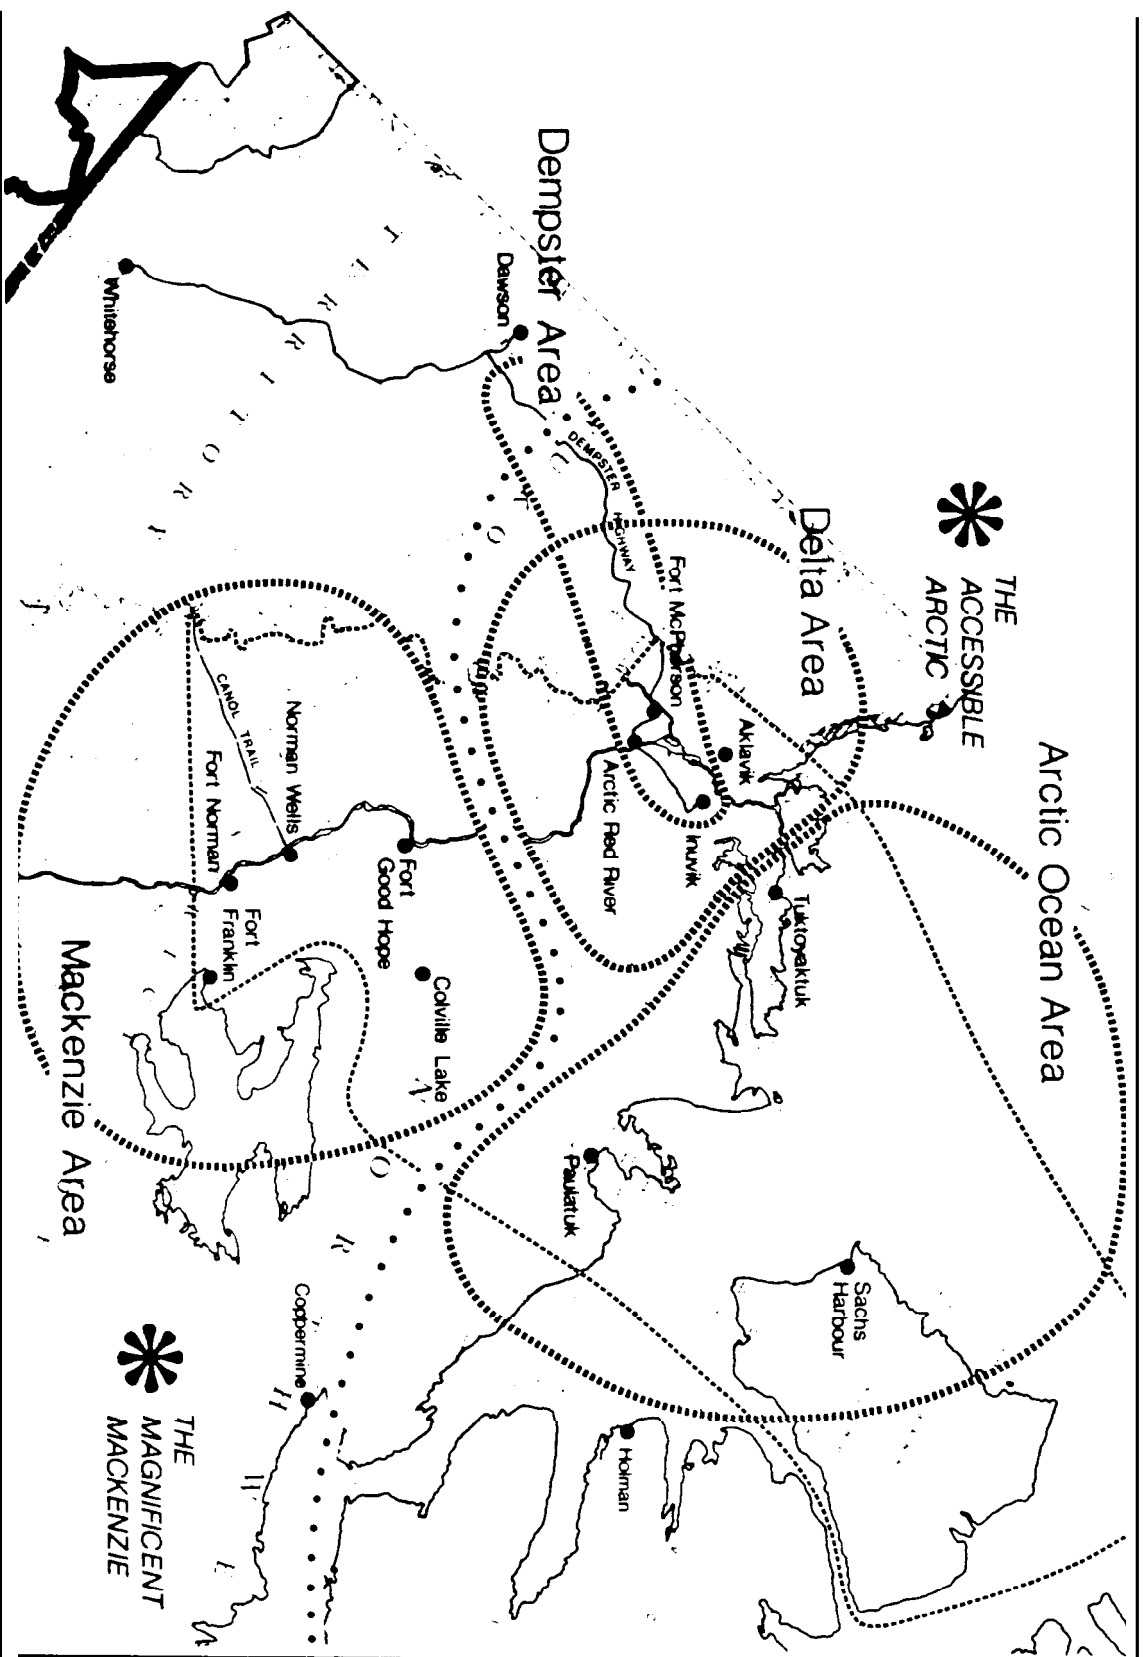 THE
ACCESSIBLE
ARCTIC
Arctic Ocean Area
Delta Area
Dempster Area
Mackenzie Area
THE
MAGNIFICENT
MACKENZIE
Sachs
Harbour
Tuktoyaktuk
Aklavik
Inuvik
Fort McPherson
Arctic Red River
DEMPSTER
HIGHWAY
Dawson
Whitehorse
Paulatuk
Holman
Coppermine
Colville Lake
Fort
Good Hope
Norman Wells
CANOL TRAIL
Fort Norman
Fort
Franklin